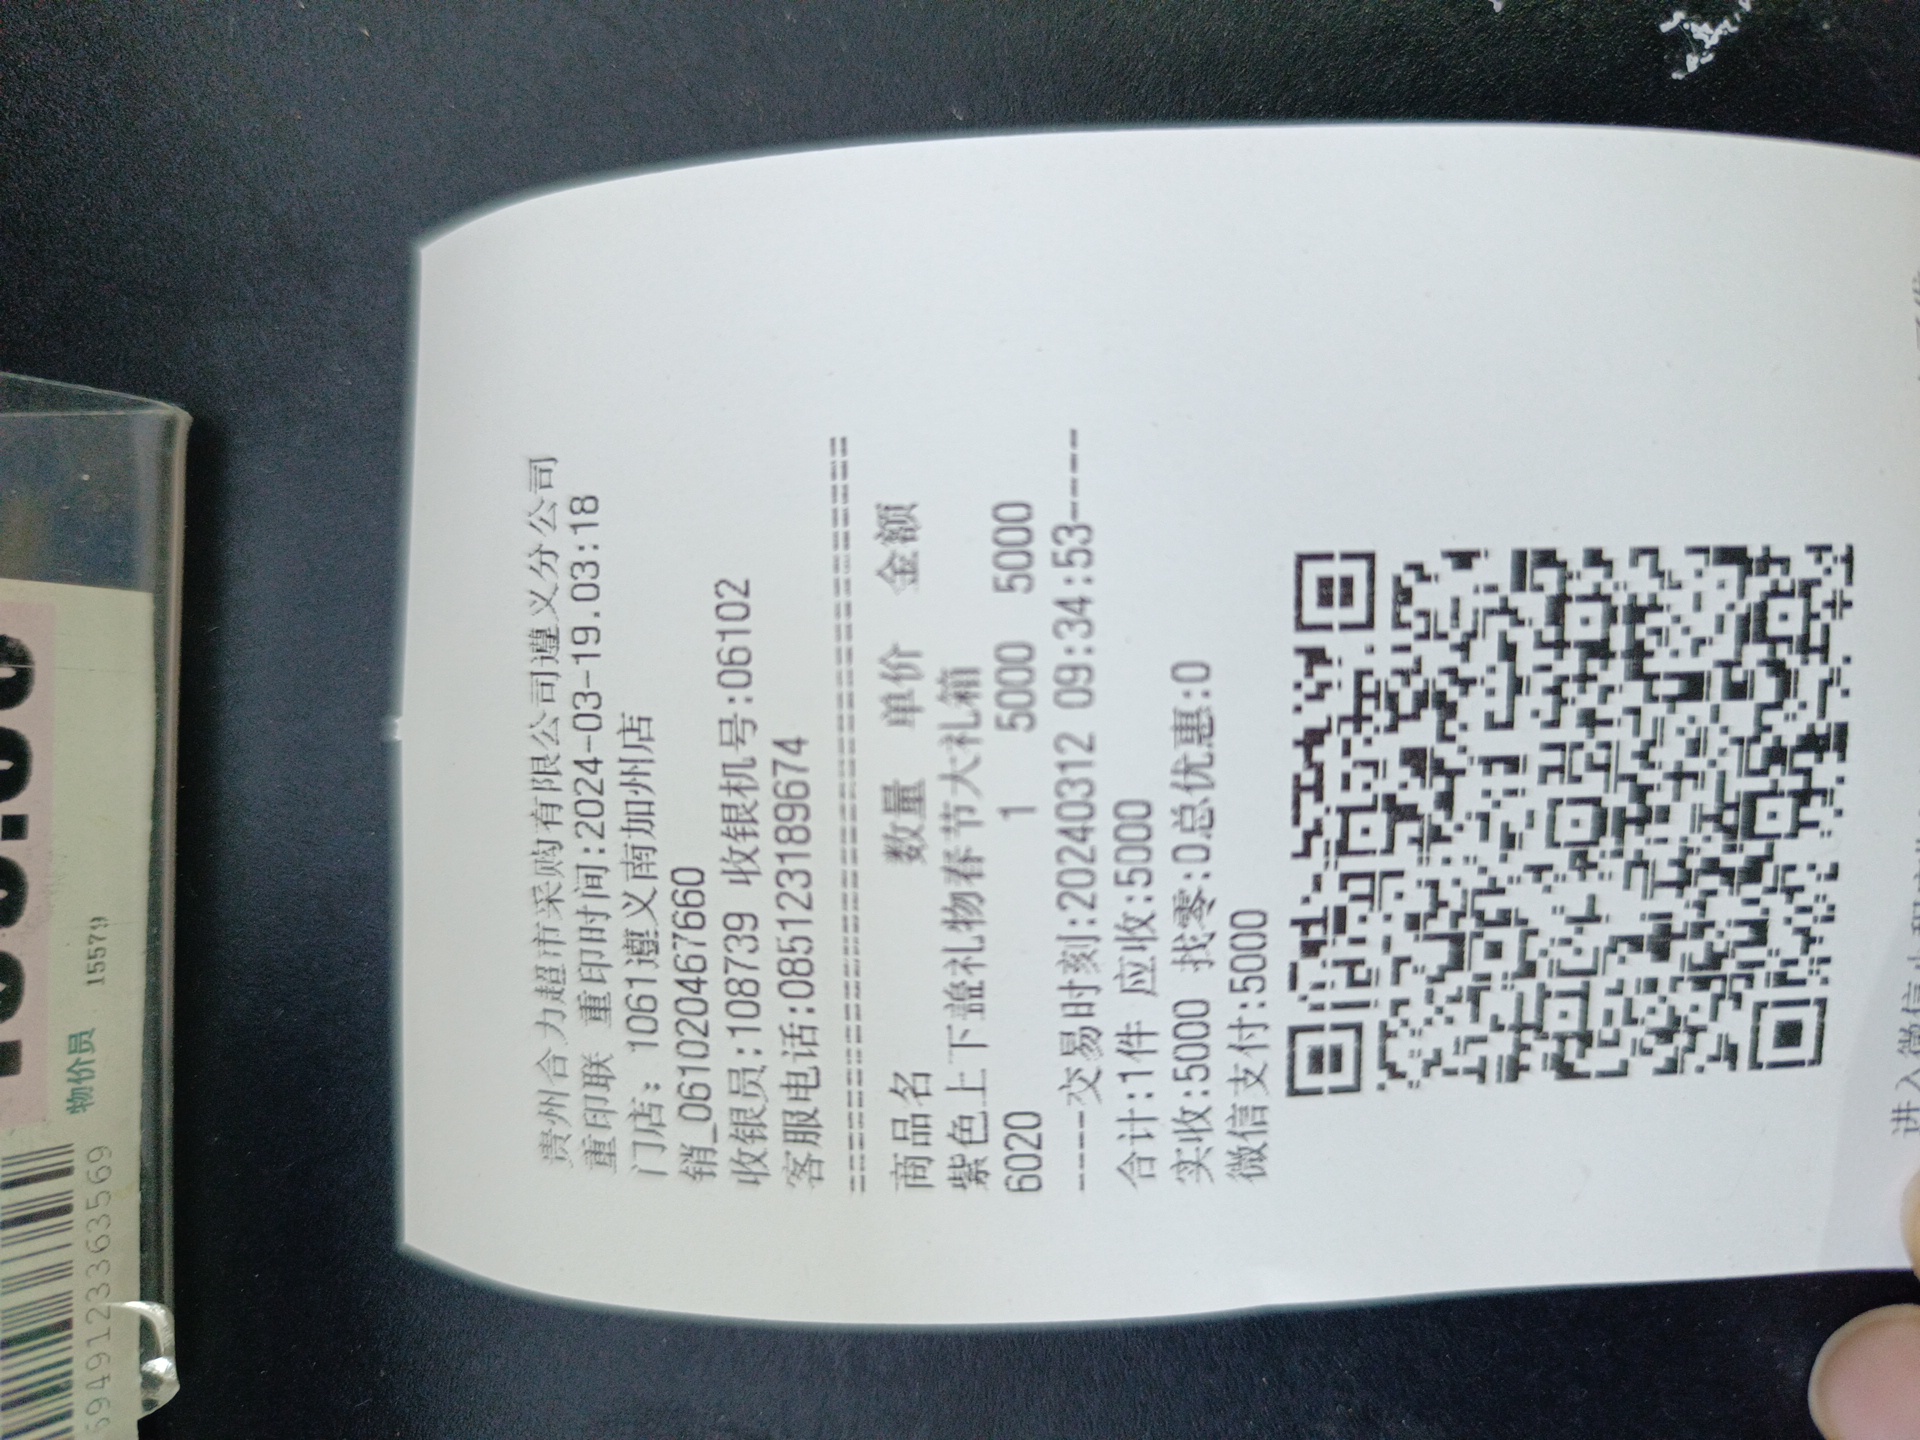 贵州合力超市采购有限公司遵义分公司
重印联 重印时间:2024-03-19.03:18
门店: 1061遵义南加州店
销_061020467660
收银员:108739 收银机号:06102
客服电话:085123189674
商品名 数量 单价 金额
紫色上下盖礼物春节大礼箱
6020 1 5000 5000
----交易时刻:20240312 09:34:53-----
合计:1件 应收:5000
实收:5000 找零:0总优惠:0
微信支付:5000
物价员 15579
6949123363569